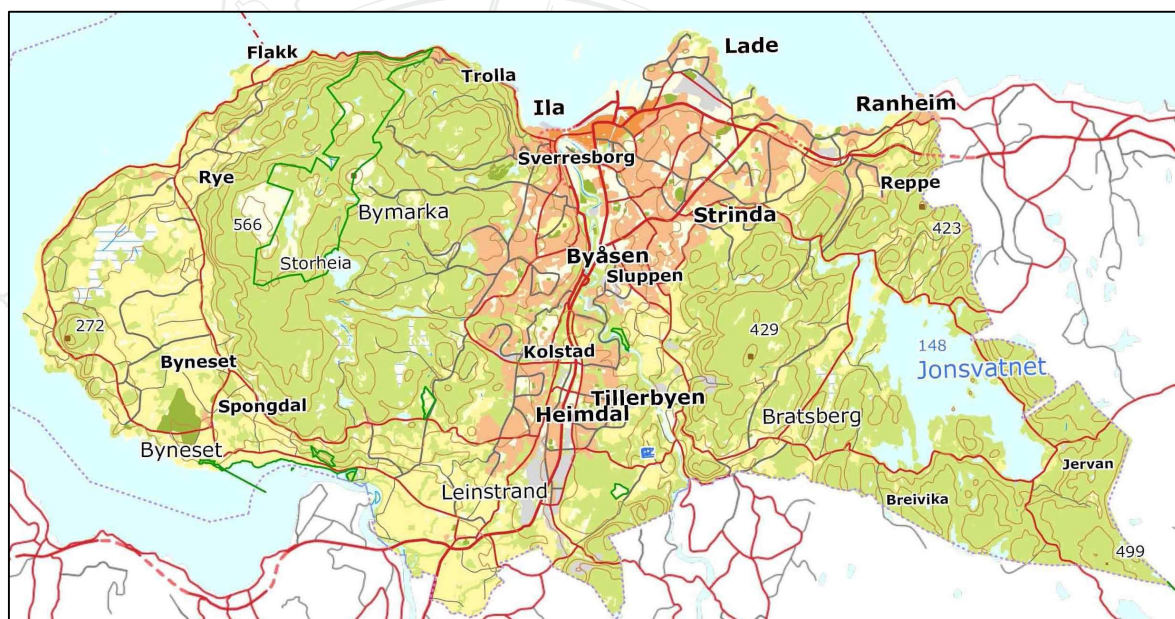 Lade
Flakk
Trolla
Ila
Ranheim
Sverresborg
Rye
Reppe
Bymarka
Strinda
566
423
Storheia
Byåsen
Sluppen
272
429
148
Kolstad
Byneset
Jonsvatnet
Tillerbyen
Spongdal
Heimdal
Bratsberg
Byneset
Jervan
Leinstrand
Breivika
499